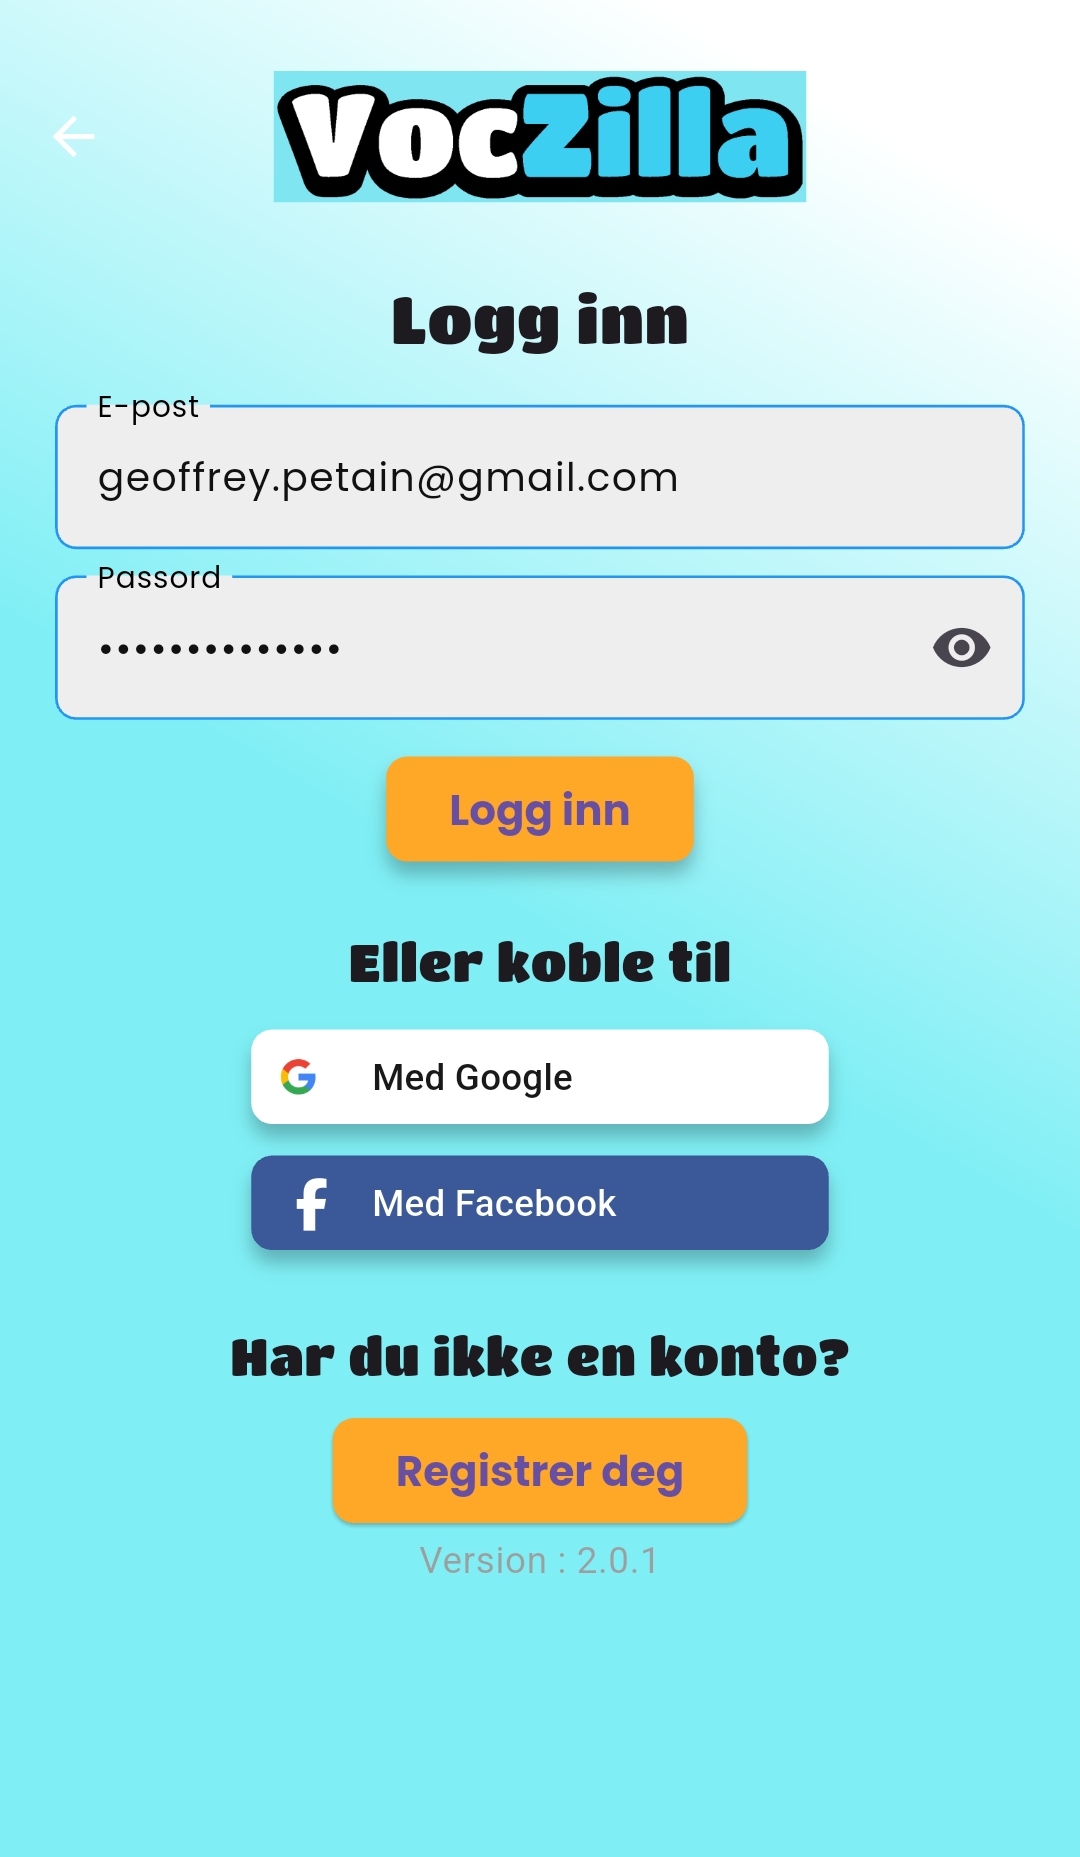 VocZilla
Logg inn
E-post
geoffrey.petain@gmail.com
Passord
••••••••••••••
Logg inn
Eller koble til
Med Google
Med Facebook
Har du ikke en konto?
Registrer deg
Version : 2.0.1